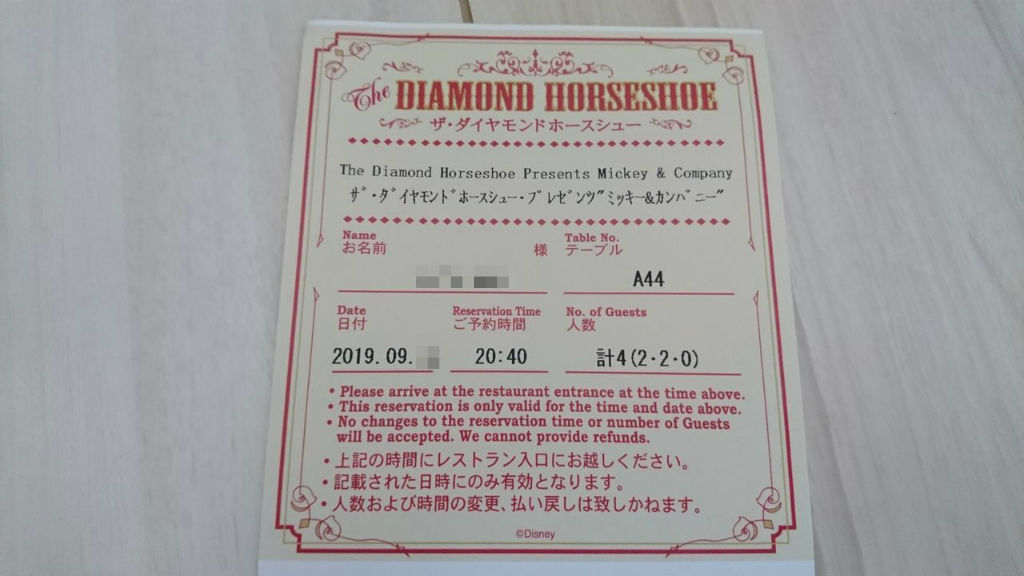 The DIAMOND HORSESHOE
ザ・ダイヤモンドホースシュー
The Diamond Horseshoe Presents Mickey & Company
ｻﾞ･ﾀﾞｲﾔﾓﾝﾄﾞﾎｰｽｼｭｰ･ﾌﾟﾚｾﾞﾝﾂ"ﾐｯｷｰ&ｶﾝﾊﾟﾆｰ"
Name
お名前 様
Table No.
テーブル
A44
Date
日付
2019.09.
Reservation Time
ご予約時間
20:40
No. of Guests
人数
計4(2・2・0)
• Please arrive at the restaurant entrance at the time above.
• This reservation is only valid for the time and date above.
• No changes to the reservation time or number of Guests
will be accepted. We cannot provide refunds.
・上記の時間にレストラン入口にお越しください。
・記載された日時にのみ有効となります。
・人数および時間の変更、払い戻しは致しかねます。
©Disney